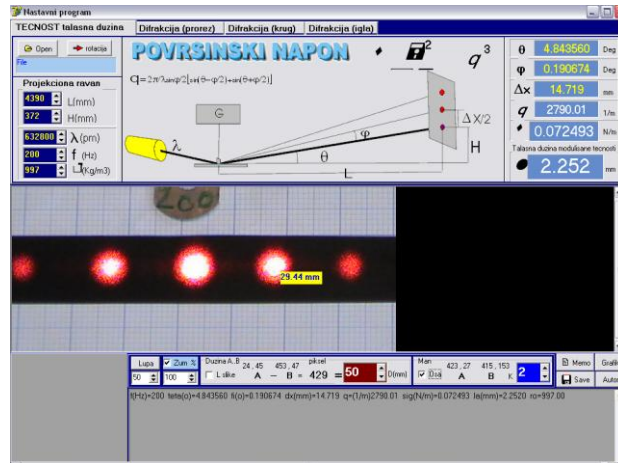 Nastavni program
TECNOST talasna duzina Difrakcija (prorez) Difrakcija (krug) Difrakcija (igla)
Open rotacija
File
Projekciona ravan
4390 L(mm)
372 H(mm)
632800 λ(pm)
200 f (Hz)
997 (Kg/m3)
POVRSINSKI NAPON
2
q3
q=2π/λsinφ/2[sin(θ-φ/2)+sin(θ+φ/2)]
G
λ
φ
θ
ΔX/2
H
L
θ 4.843560 Deg
φ 0.190674 Deg
Δx 14.719 mm
q 2790.01 1/m
0.072493 N/m
Talasna duzina modulisane tecnosti
2.252 mm
200
29.44 mm
Lupa Zum % Duzina A,B 24,45 453,47 piksel Man 423,27 415,153 Memo Grafik
50 100 L slike A - B = 429 = 50 D(mm) Dsa A B K 2 Save Autor
f(Hz)=200 teta(o)=4.843560 fi(o)=0.190674 dx(mm)=14.719 q=(1/m)2790.01 sig(N/m)=0.072493 la(mm)=2.2520 ro=997.00